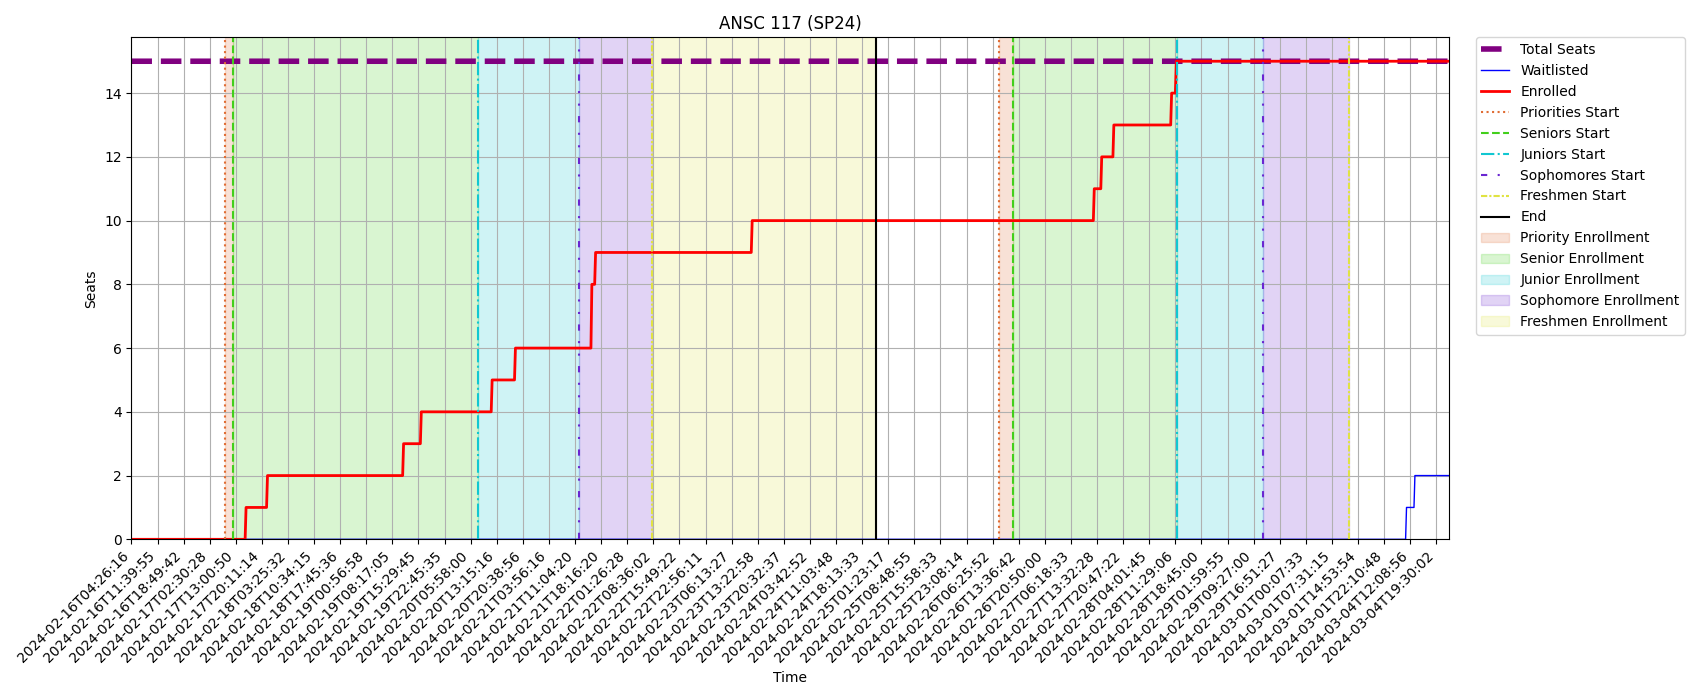 ANSC 117 (SP24)
Total Seats
Waitlisted
Enrolled
Priorities Start
Seniors Start
Juniors Start
Sophomores Start
Freshmen Start
End
Priority Enrollment
Senior Enrollment
Junior Enrollment
Sophomore Enrollment
Freshmen Enrollment
Seats
14
12
10
8
6
4
2
0
2024-02-16T04:26:16
2024-02-16T11:39:55
2024-02-16T18:49:42
2024-02-17T02:30:28
2024-02-17T13:00:50
2024-02-17T20:11:14
2024-02-18T03:25:32
2024-02-18T10:34:15
2024-02-18T17:45:36
2024-02-19T00:56:58
2024-02-19T08:17:05
2024-02-19T15:29:45
2024-02-19T22:45:35
2024-02-20T05:58:00
2024-02-20T13:15:16
2024-02-20T20:38:56
2024-02-21T03:56:16
2024-02-21T11:04:20
2024-02-21T18:16:20
2024-02-22T01:26:28
2024-02-22T08:36:02
2024-02-22T15:49:22
2024-02-22T22:56:11
2024-02-23T06:13:27
2024-02-23T13:22:58
2024-02-23T20:32:37
2024-02-24T03:42:52
2024-02-24T11:03:48
2024-02-24T18:13:33
2024-02-25T01:23:17
2024-02-25T08:48:55
2024-02-25T15:58:33
2024-02-25T23:08:14
2024-02-26T06:25:52
2024-02-26T13:36:42
2024-02-26T20:50:00
2024-02-27T06:18:33
2024-02-27T13:32:28
2024-02-27T20:47:22
2024-02-28T04:01:45
2024-02-28T11:29:06
2024-02-28T18:45:00
2024-02-29T01:59:55
2024-02-29T09:27:00
2024-02-29T16:51:27
2024-03-01T00:07:33
2024-03-01T07:31:15
2024-03-01T14:53:54
2024-03-01T22:10:48
2024-03-04T12:08:56
2024-03-04T19:30:02
Time